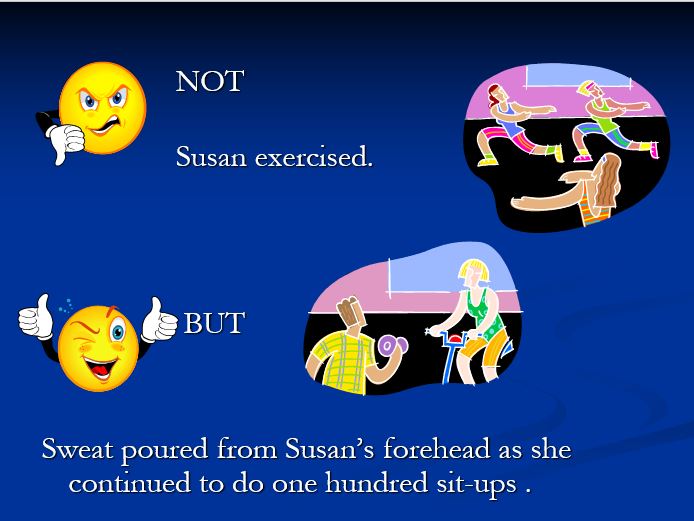 NOT
Susan exercised.
BUT
Sweat poured from Susan’s forehead as she
continued to do one hundred sit-ups .